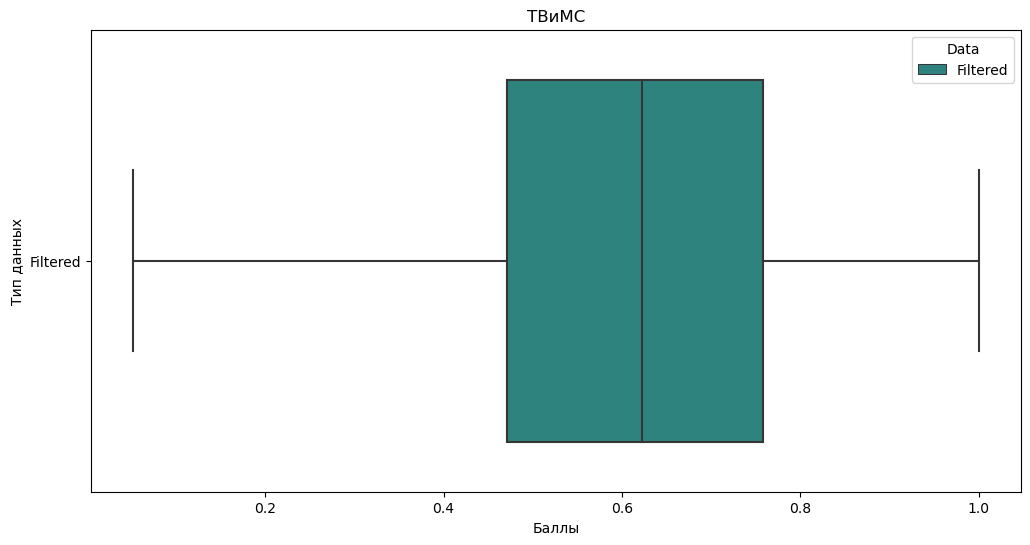 ТВиМС
Data
Filtered
Тип данных
Filtered
0.2
0.4
0.6
0.8
1.0
Баллы